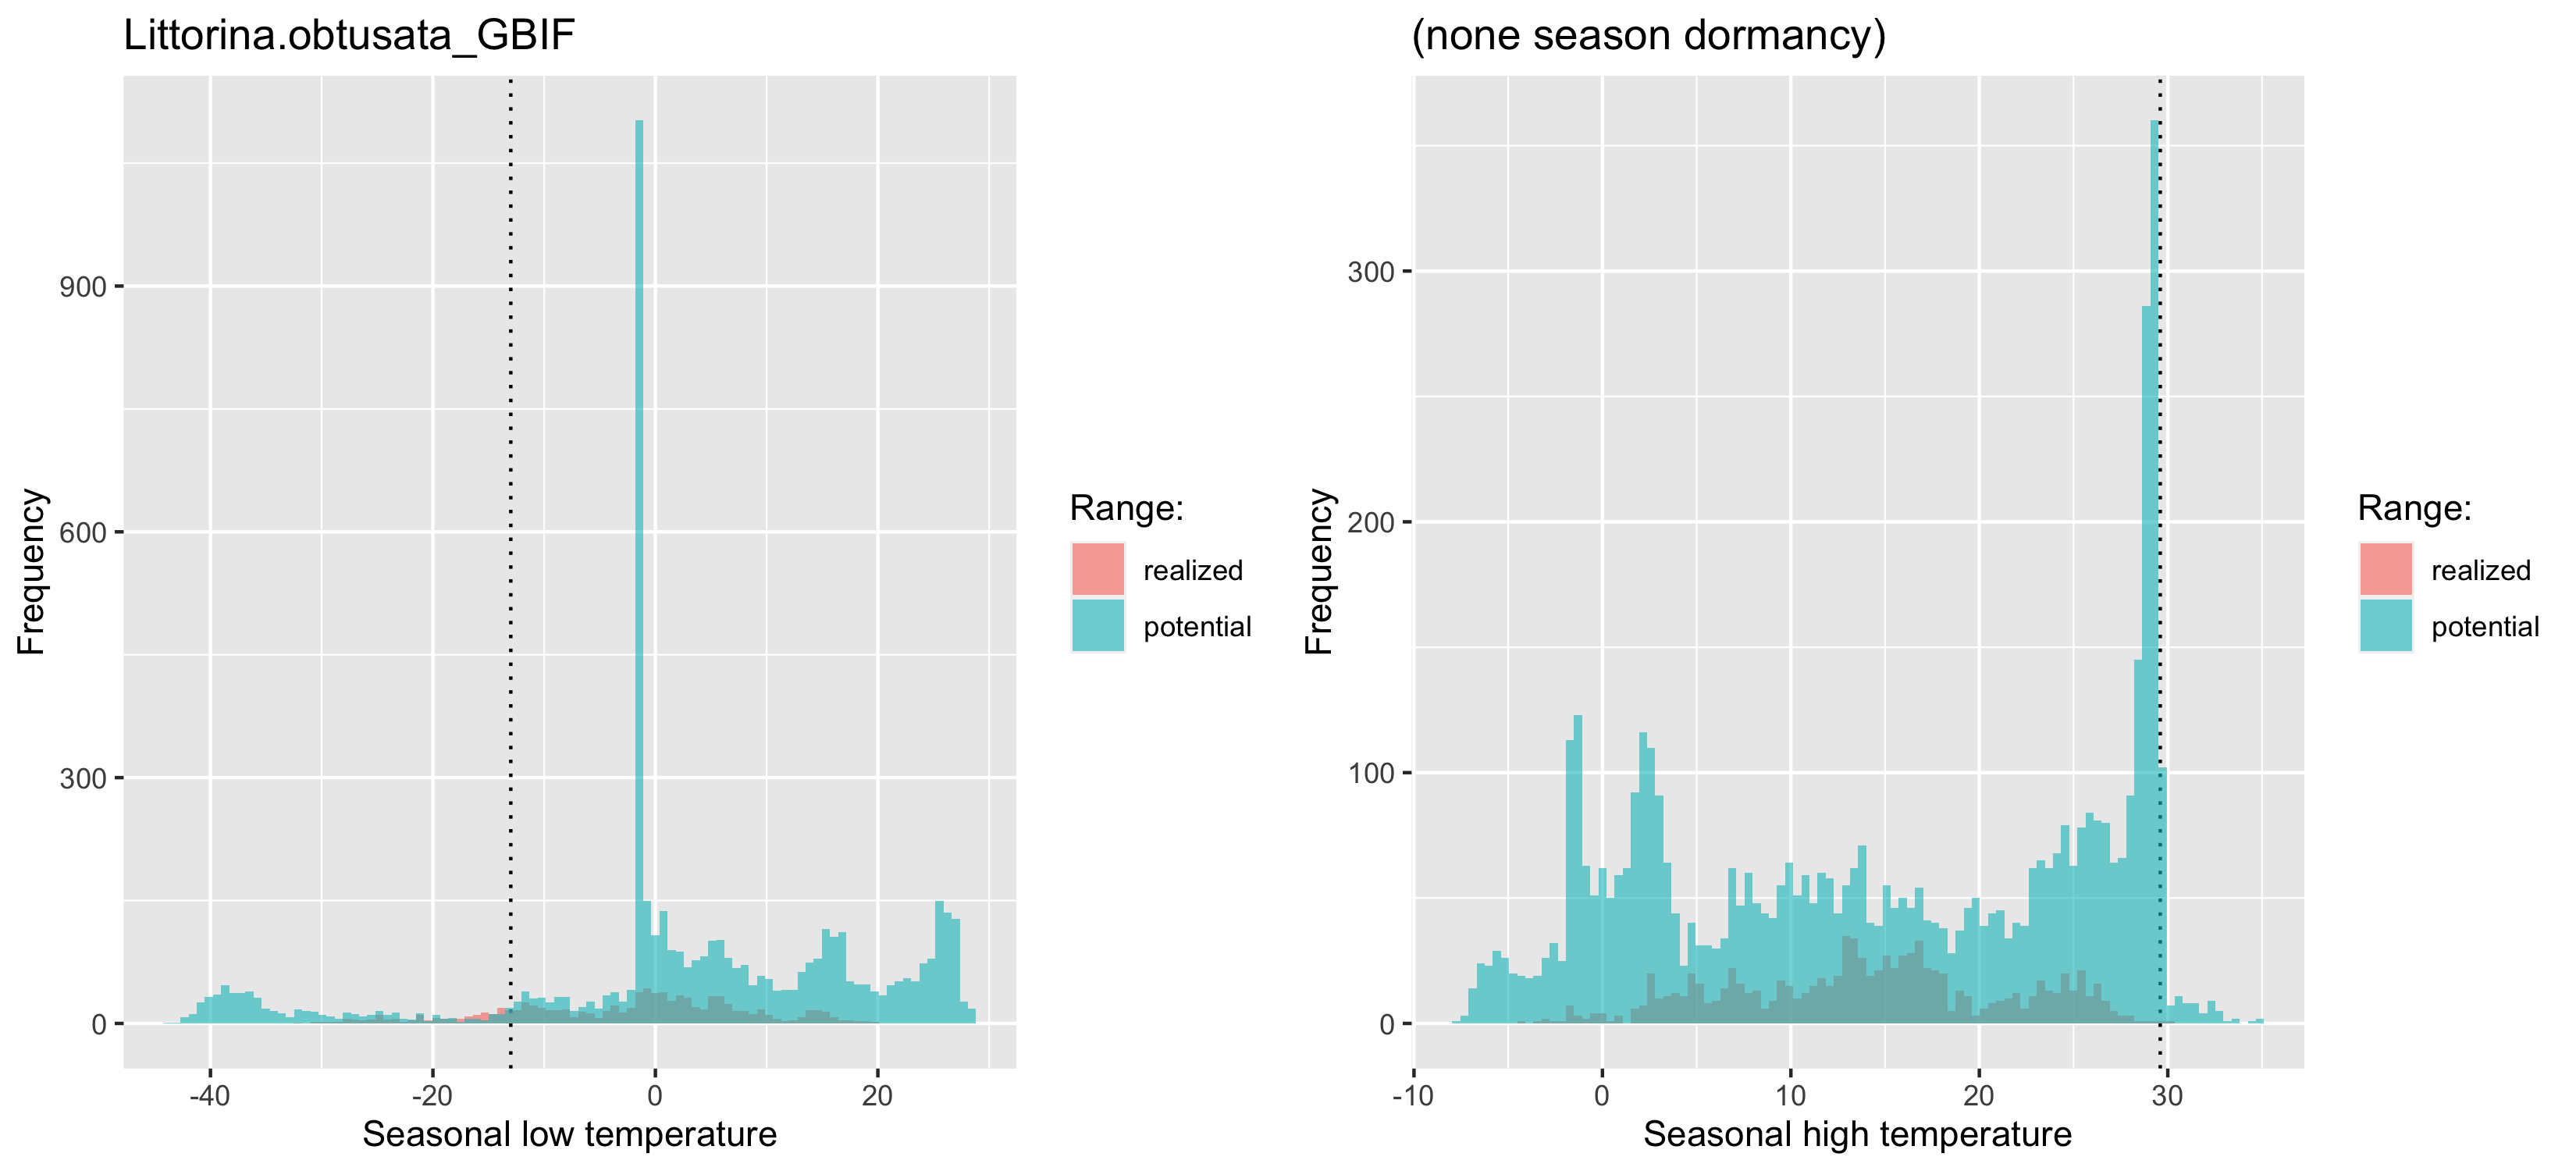 Littorina.obtusata_GBIF
Frequency
900
600
300
0
-40
-20
0
20
Seasonal low temperature
Range:
realized
potential
(none season dormancy)
Frequency
300
200
100
0
-10
0
10
20
30
Seasonal high temperature
Range:
realized
potential